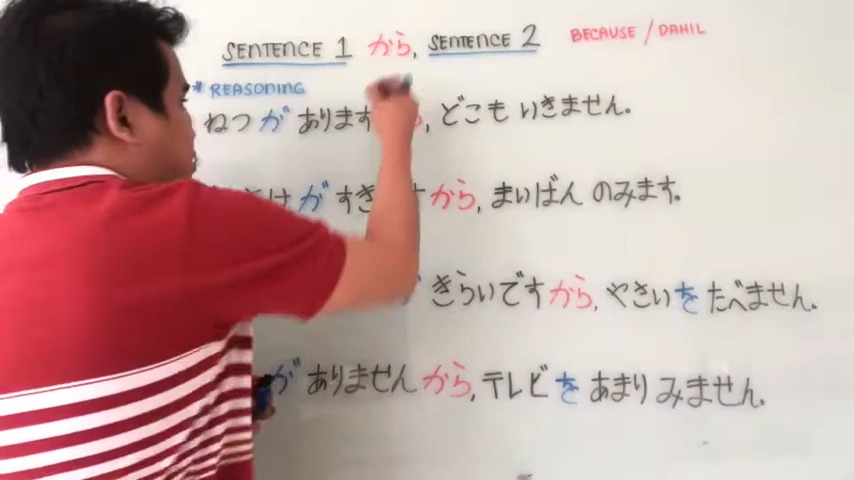 SENTENCE 1 から, SENTENCE 2 BECAUSE / DAHIL
* REASONING
ねつ が あります ら, どこも いきません。
け が すき から, まいばん のみます。
きらいです から, やさい を たべません.
が ありません から, テレビ を あまり みません.